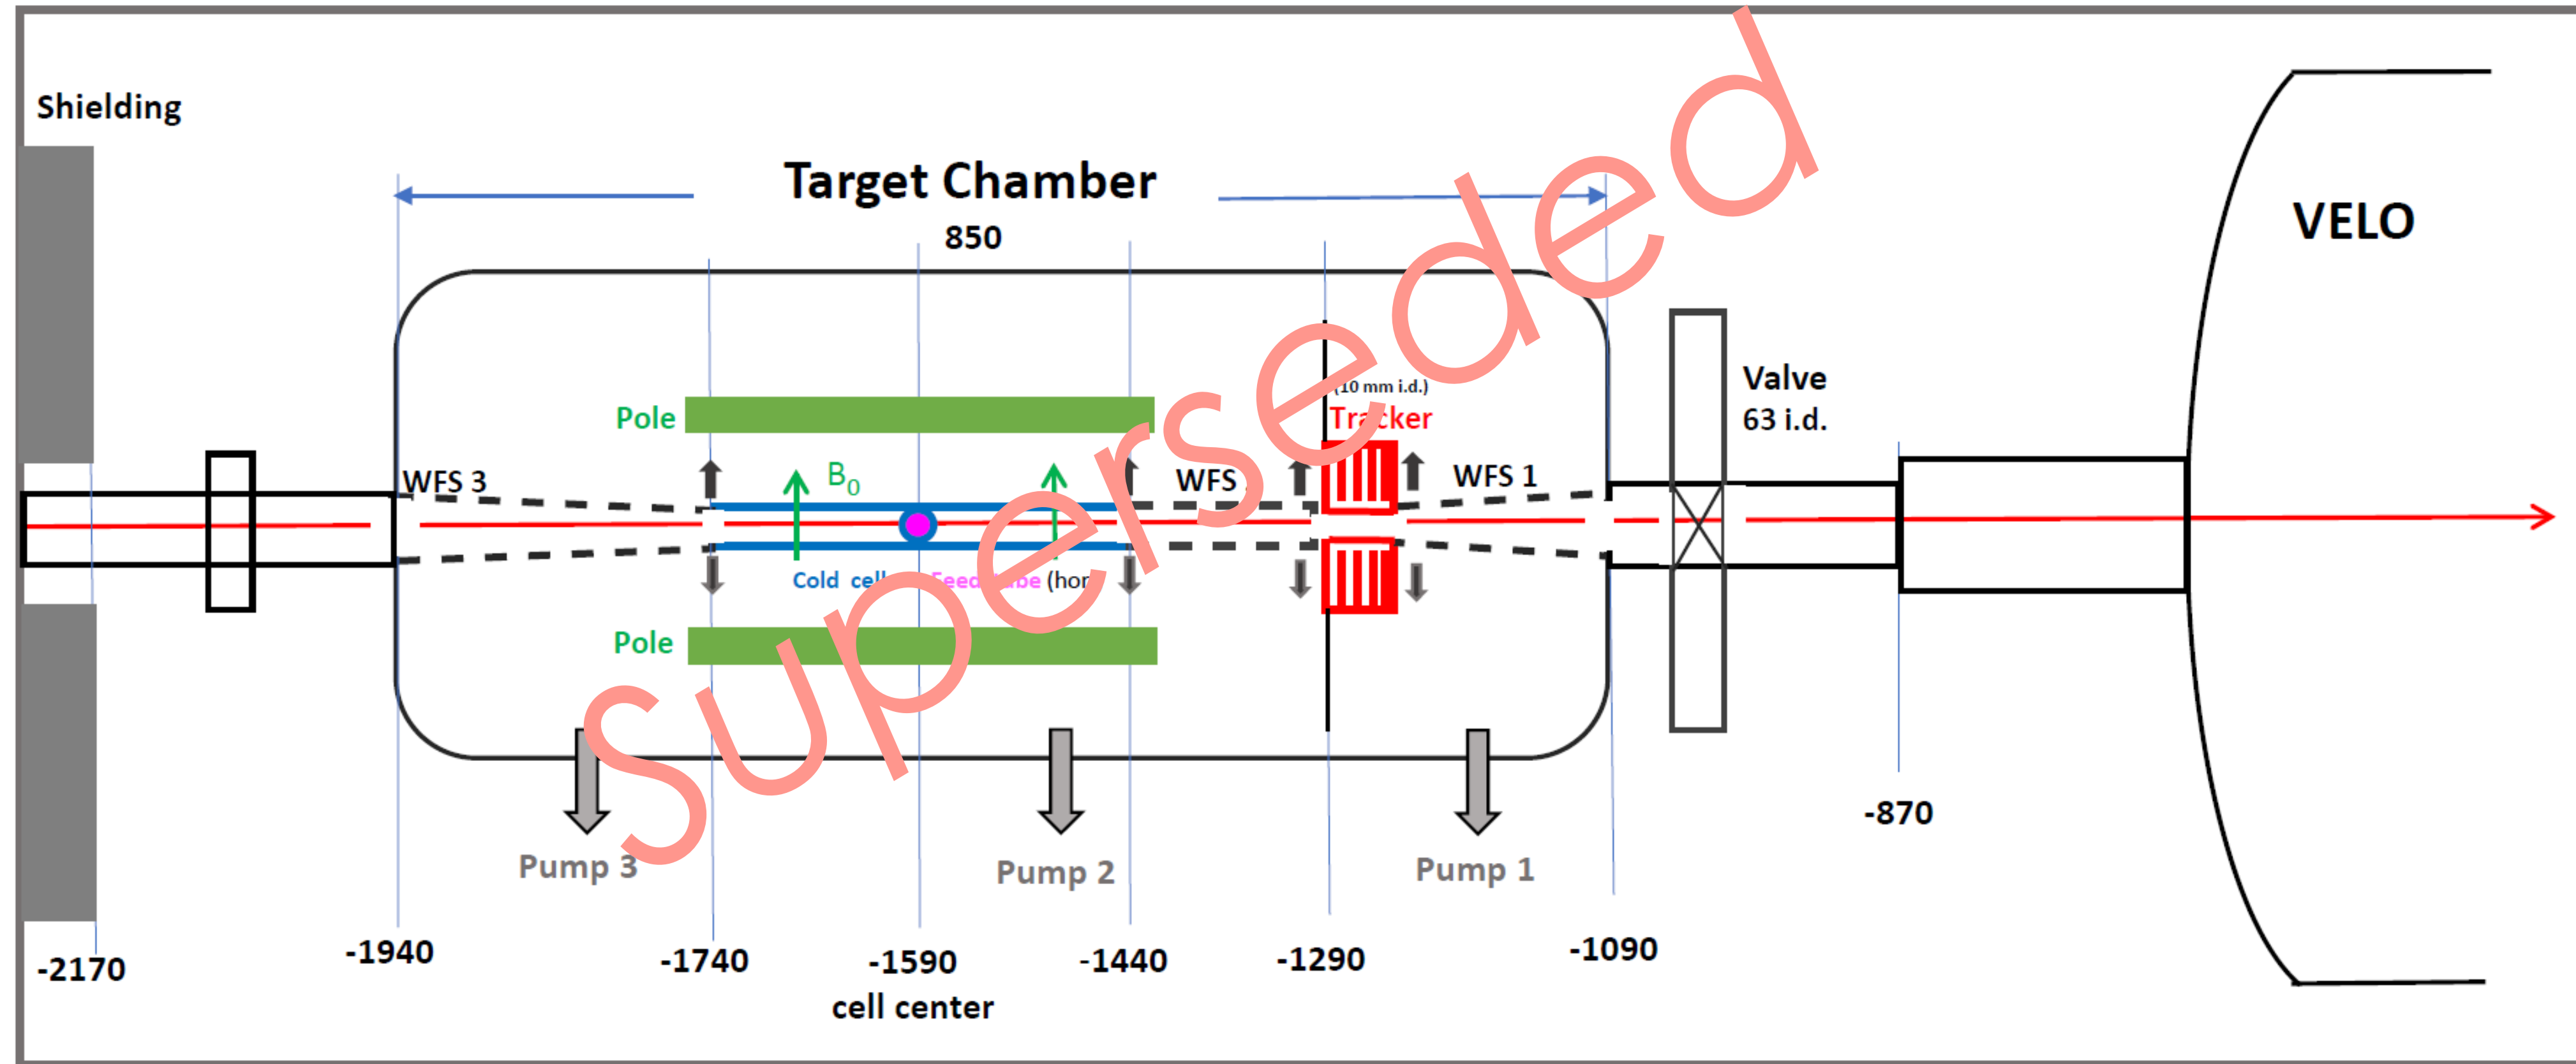 Shielding
Target Chamber
850
VELO
(10 mm i.d.)
Tracker
Valve
63 i.d.
Pole
WFS 3
B0
WFS
WFS 1
Cold cell
(hor
Pole
Pump 3
Pump 2
Pump 1
-870
-2170
-1940
-1740
-1590
cell center
-1440
-1290
-1090
Superseded